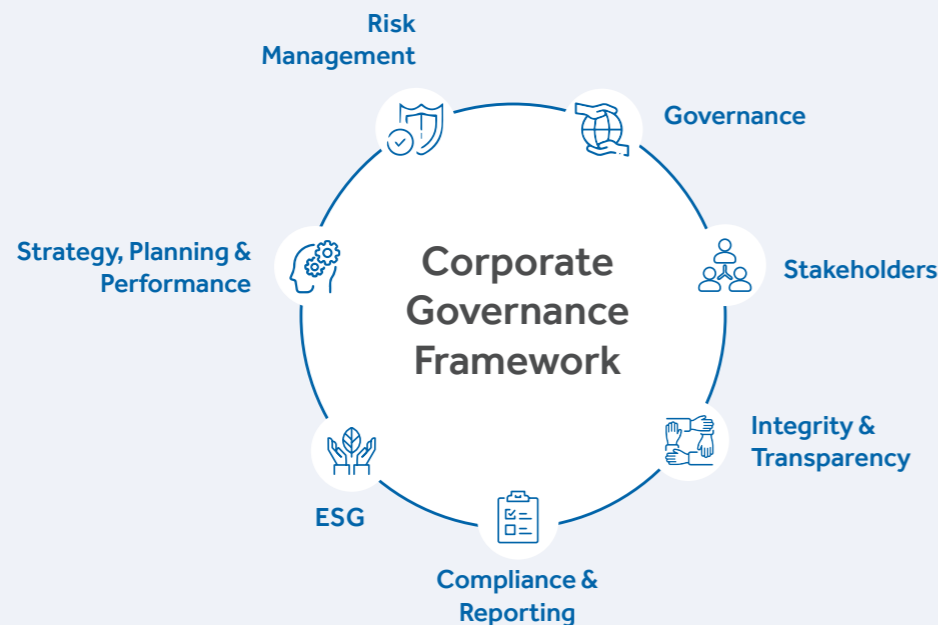 Risk
Management
Governance
Strategy, Planning &
Performance
Corporate
Governance
Framework
Stakeholders
Integrity &
Transparency
ESG
Compliance &
Reporting